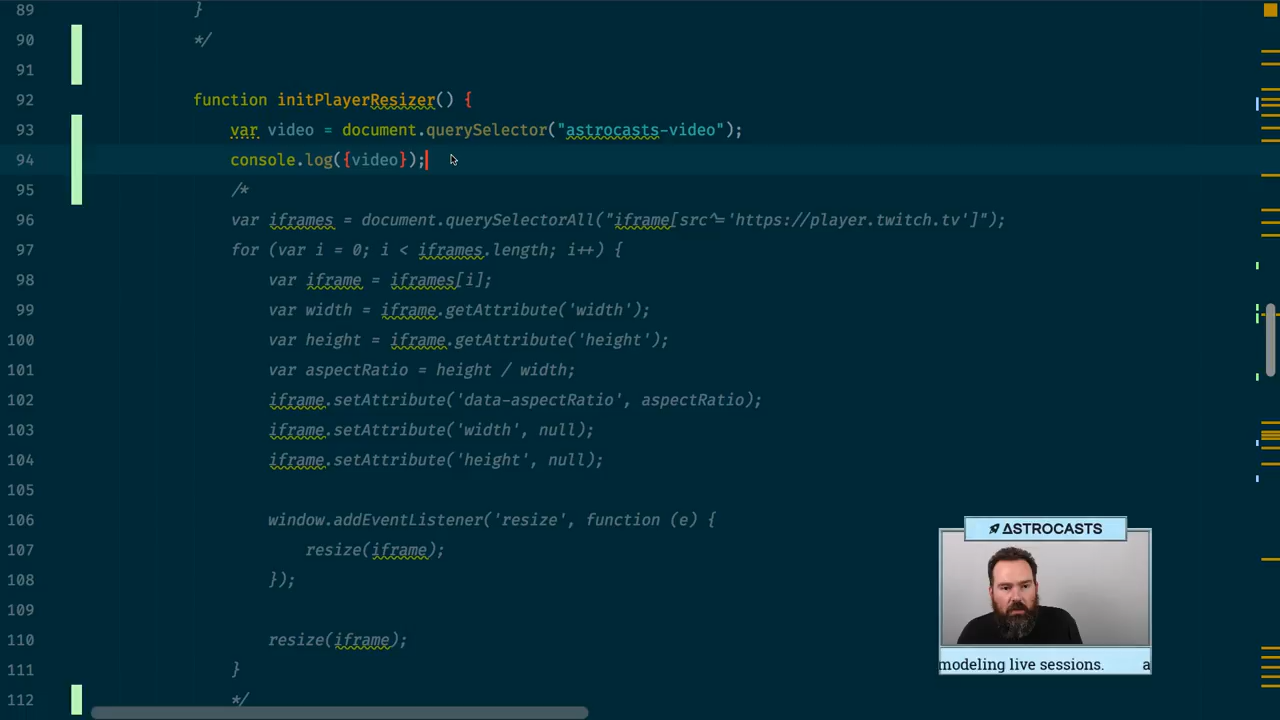 89 }
90 */
91
92 function initPlayerResizer() {
93 var video = document.querySelector("astrocasts-video");
94 console.log({video});
95 /*
96 var iframes = document.querySelectorAll("iframe[src^='https://player.twitch.tv']");
97 for (var i = 0; i < iframes.length; i++) {
98 var iframe = iframes[i];
99 var width = iframe.getAttribute('width');
100 var height = iframe.getAttribute('height');
101 var aspectRatio = height / width;
102 iframe.setAttribute('data-aspectRatio', aspectRatio);
103 iframe.setAttribute('width', null);
104 iframe.setAttribute('height', null);
105
106 window.addEventListener('resize', function (e) {
107 resize(iframe);
108 });
109
110 resize(iframe);
111 }
112 */
ΔSTROCASTS
modeling live sessions. a